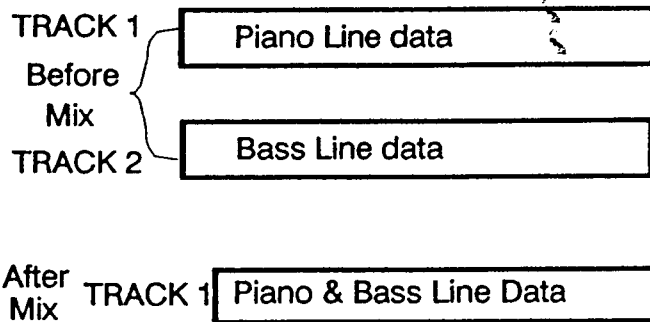 TRACK 1
Piano Line data
Before
Mix
TRACK 2
Bass Line data
After
Mix
TRACK 1
Piano & Bass Line Data